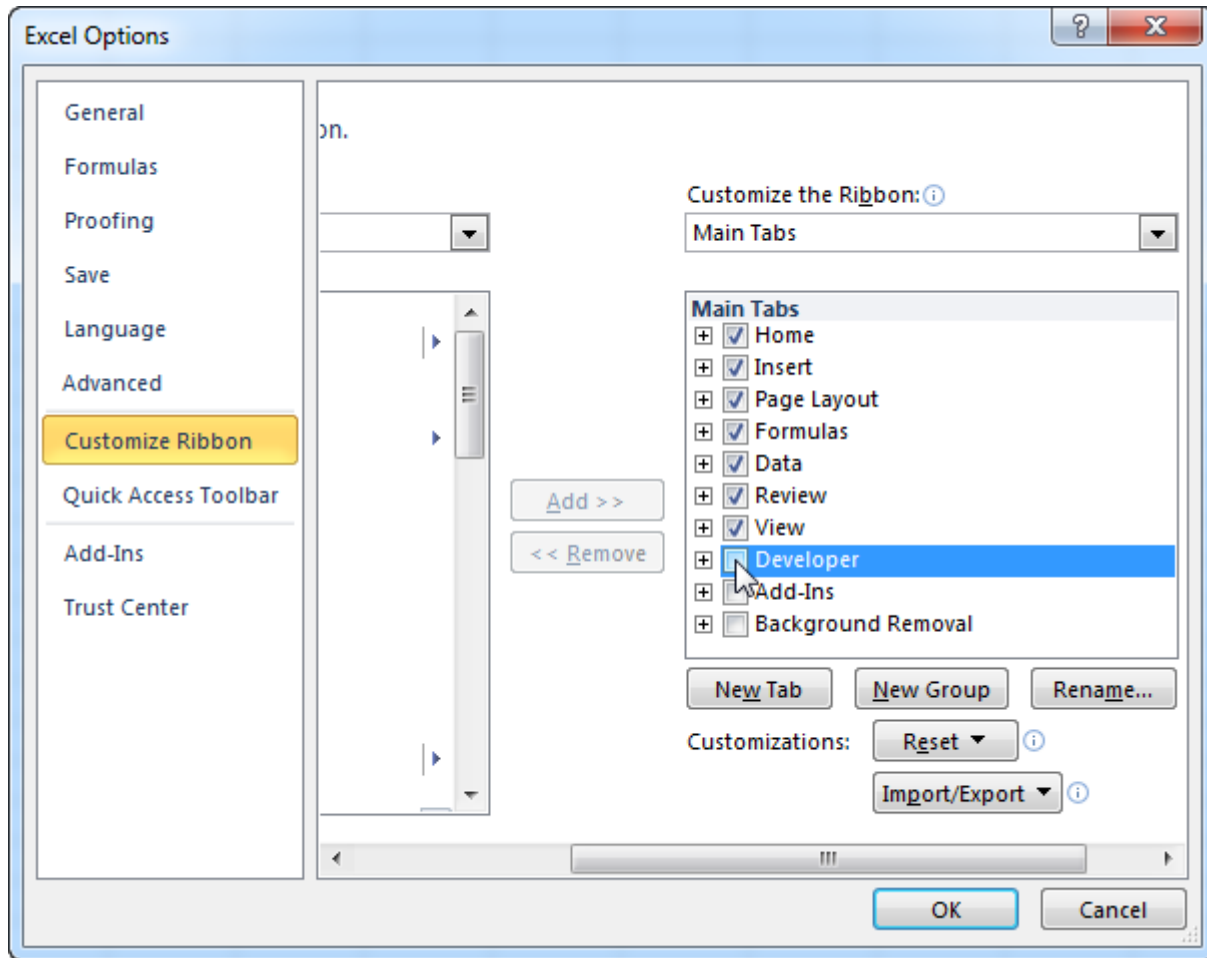 Excel Options
General
Formulas
Proofing
Save
Language
Advanced
Customize Ribbon
Quick Access Toolbar
Add-Ins
Trust Center
on.
Customize the Ribbon:
Main Tabs
Main Tabs
Home
Insert
Page Layout
Formulas
Data
Review
View
Developer
Add-Ins
Background Removal
Add >>
<< Remove
New Tab New Group Rename...
Customizations: Reset
Import/Export
OK Cancel